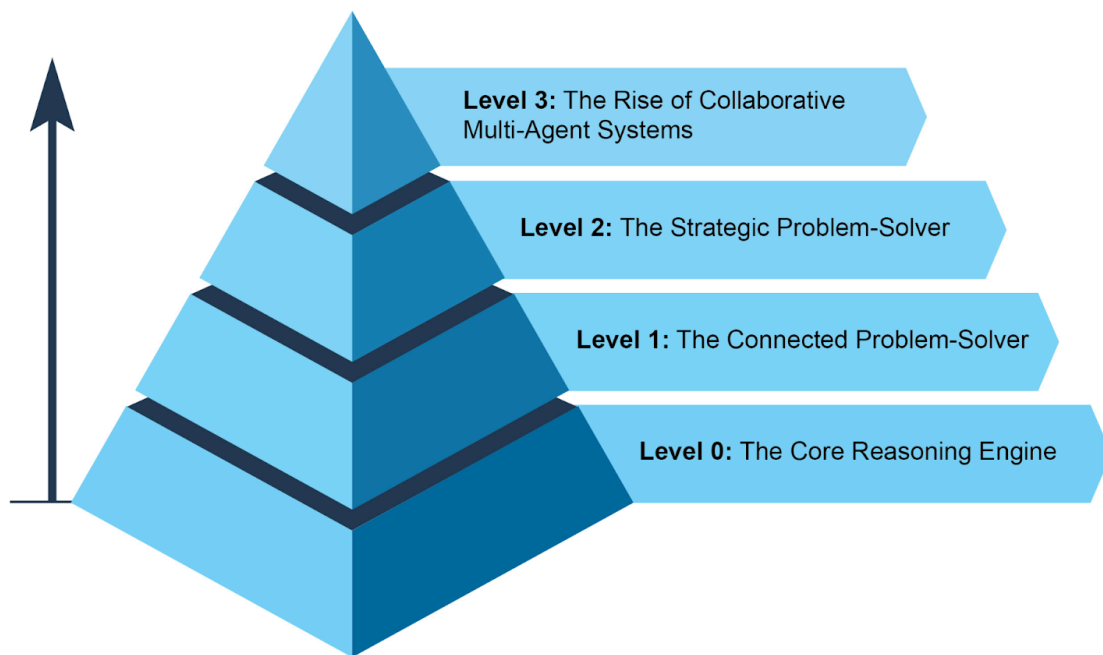 Level 3: The Rise of Collaborative
Multi-Agent Systems
Level 2: The Strategic Problem-Solver
Level 1: The Connected Problem-Solver
Level 0: The Core Reasoning Engine